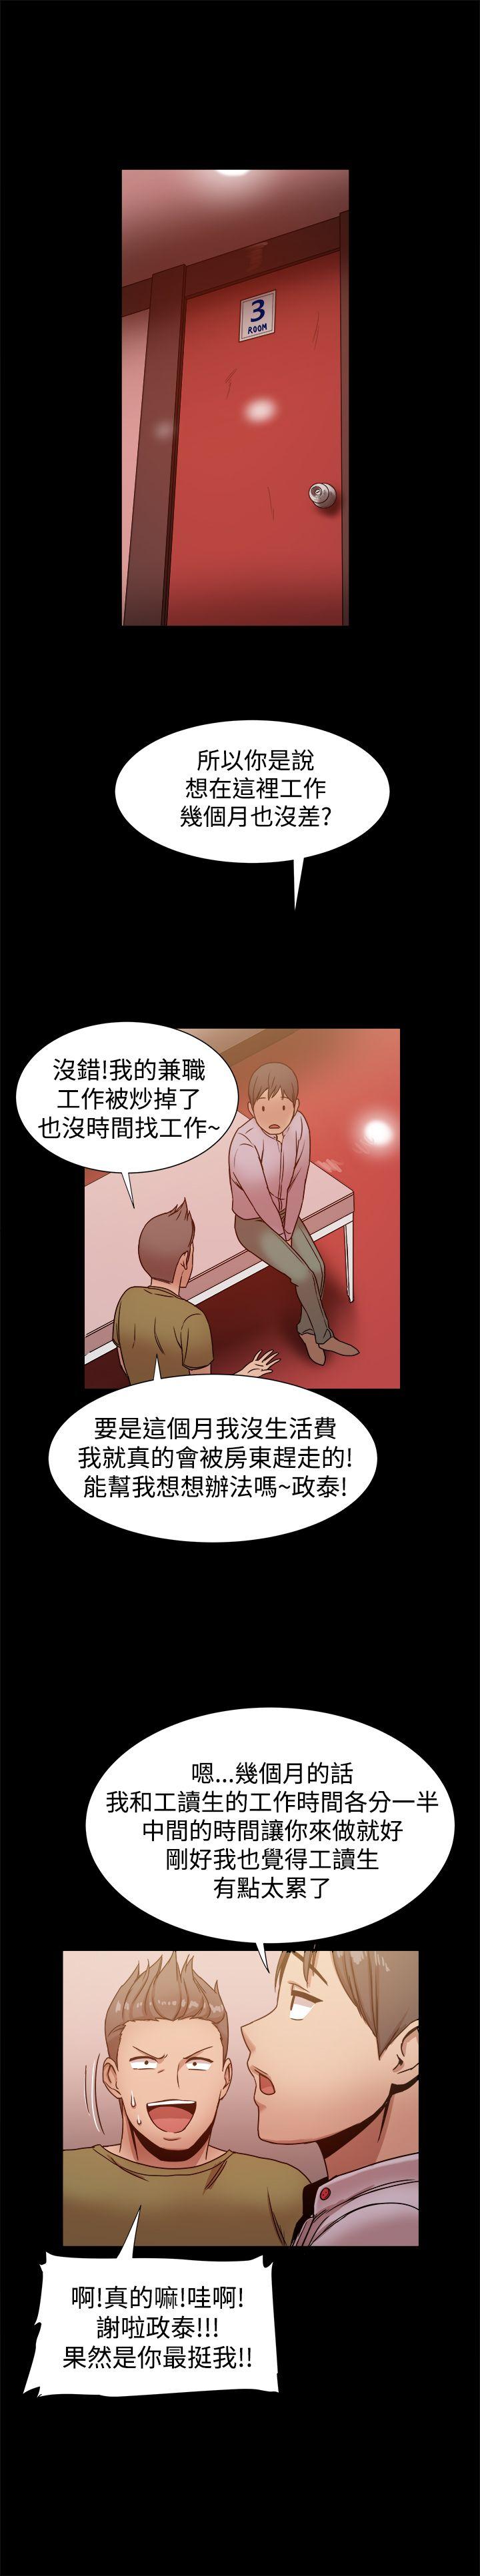 3
ROOM
所以你是說
想在這裡工作
幾個月也沒差?
沒錯!我的兼職
工作被炒掉了
也沒時間找工作~
要是這個月我沒生活費
我就真的會被房東趕走的!
能幫我想想辦法嗎~政泰!
嗯...幾個月的話
我和工讀生的工作時間各分一半
中間的時間讓你來做就好
剛好我也覺得工讀生
有點太累了
啊!真的嘛!哇啊!
謝啦政泰!!!
果然是你最挺我!!